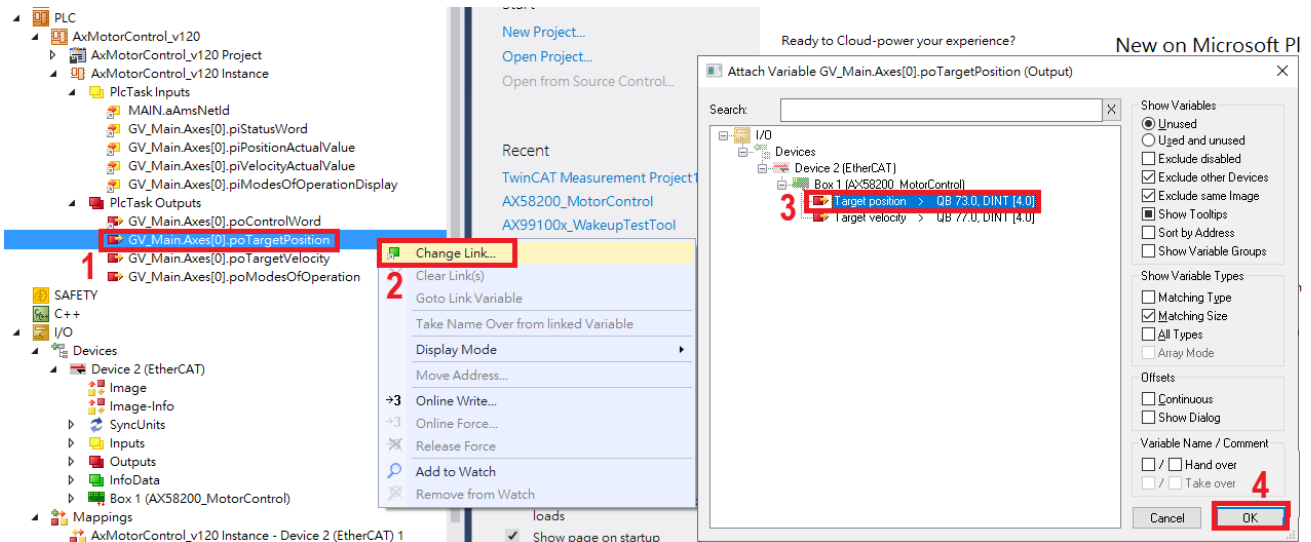 PLC
AxMotorControl_v120
AxMotorControl_v120 Project
AxMotorControl_v120 Instance
PlcTask Inputs
MAIN.aAmsNetId
GV_Main.Axes[0].piStatusWord
GV_Main.Axes[0].piPositionActualValue
GV_Main.Axes[0].piVelocityActualValue
GV_Main.Axes[0].piModesOfOperationDisplay
PlcTask Outputs
GV_Main.Axes[0].poControlWord
GV_Main.Axes[0].poTargetPosition
1
GV_Main.Axes[0].poTargetVelocity
GV_Main.Axes[0].poModesOfOperation
SAFETY
C++
I/O
Devices
Device 2 (EtherCAT)
Image
Image-Info
SyncUnits
Inputs
Outputs
InfoData
Box 1 (AX58200_MotorControl)
Mappings
AxMotorControl_v120 Instance - Device 2 (EtherCAT) 1
Start
New Project...
Open Project...
Open from Source Control...
Recent
TwinCAT Measurement Project1
AX58200_MotorControl
AX99100x_WakeupTestTool
2
Change Link...
Clear Link(s)
Goto Link Variable
Take Name Over from linked Variable
Display Mode
Move Address...
→3 Online Write...
→3 Online Force...
Release Force
Add to Watch
Remove from Watch
loads
Show page on startup
Ready to Cloud-power your experience?
New on Microsoft Pl
Attach Variable GV_Main.Axes[0].poTargetPosition (Output)
Search:
X
I/O
Devices
Device 2 (EtherCAT)
Box 1 (AX58200_MotorControl)
3
Target position > QB 73.0, DINT [4.0]
Target velocity > QB 77.0, DINT [4.0]
Show Variables
Unused
Used and unused
Exclude disabled
Exclude other Devices
Exclude same Image
Show Tooltips
Sort by Address
Show Variable Groups
Show Variable Types
Matching Type
Matching Size
All Types
Array Mode
Offsets
Continuous
Show Dialog
Variable Name / Comment
/ Hand over
/ Take over
4
Cancel
OK